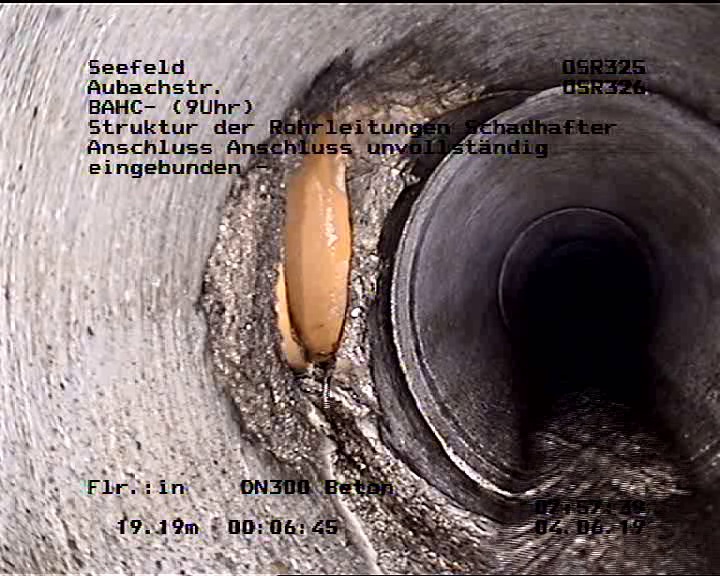 Seefeld OSR325
Aubachstr. OSR326
BAHC- (9Uhr)
Struktur der Rohrleitungen Schadhafter
Anschluss Anschluss unvollständig
eingebunden -
Flr.:in DN300 Beton
19.19m 00:06:45 04.06.19